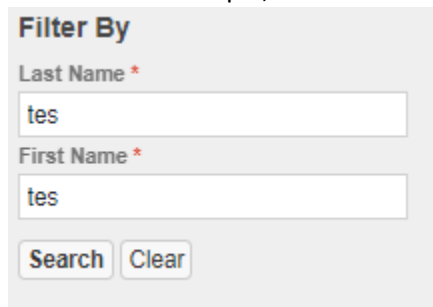 Filter By
Last Name *
tes
First Name *
tes
Search Clear